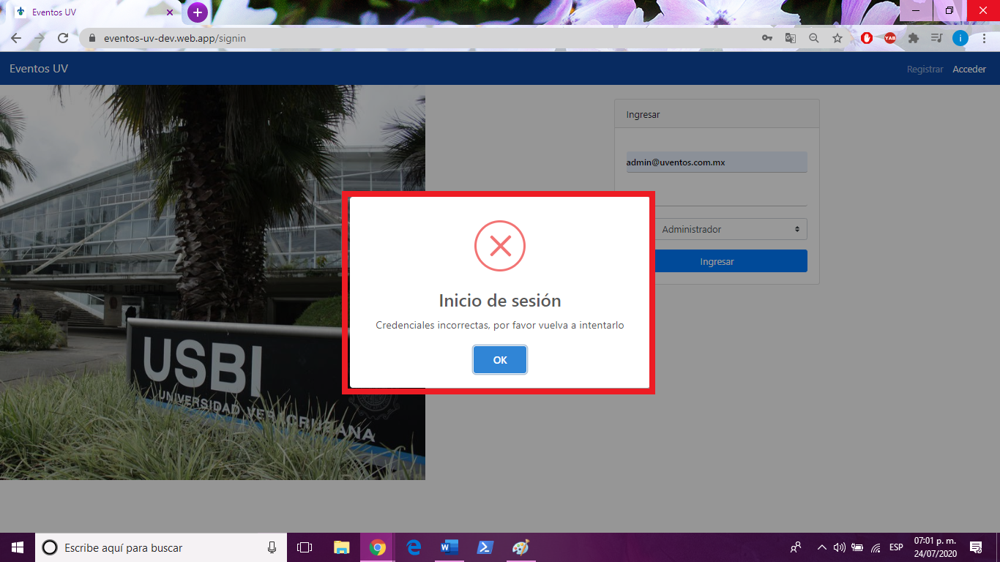 Eventos UV
eventos-uv-dev.web.app/signin
YAB
i
Eventos UV
Registrar
Acceder
Ingresar
admin@uventos.com.mx
Administrador
Ingresar
Inicio de sesión
Credenciales incorrectas, por favor vuelva a intentarlo
OK
USBI
UNIVERSIDAD VERACRUZANA
Escribe aquí para buscar
ESP
07:01 p. m.
24/07/2020